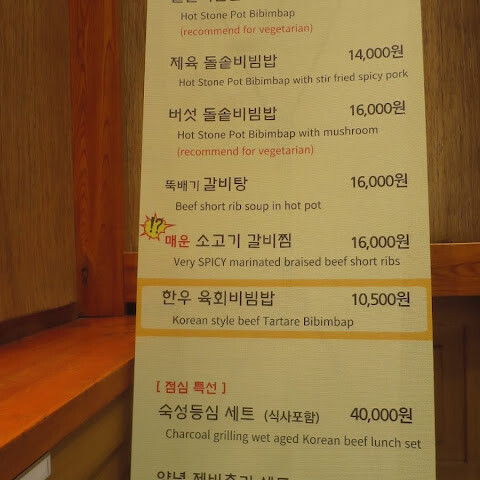 Hot Stone Pot Bibimbap
(recommend for vegetarian)
제육 돌솥비빔밥 14,000원
Hot Stone Pot Bibimbap with stir fried spicy pork
버섯 돌솥비빔밥 16,000원
Hot Stone Pot Bibimbap with mushroom
(recommend for vegetarian)
뚝배기 갈비탕 16,000원
Beef short rib soup in hot pot
!?
매운 소고기 갈비찜 16,000원
Very SPICY marinated braised beef short ribs
한우 육회비빔밥 10,500원
Korean style beef Tartare Bibimbap
[ 점심 특선 ]
숙성등심 세트 (식사포함) 40,000원
Charcoal grilling wet aged Korean beef lunch set